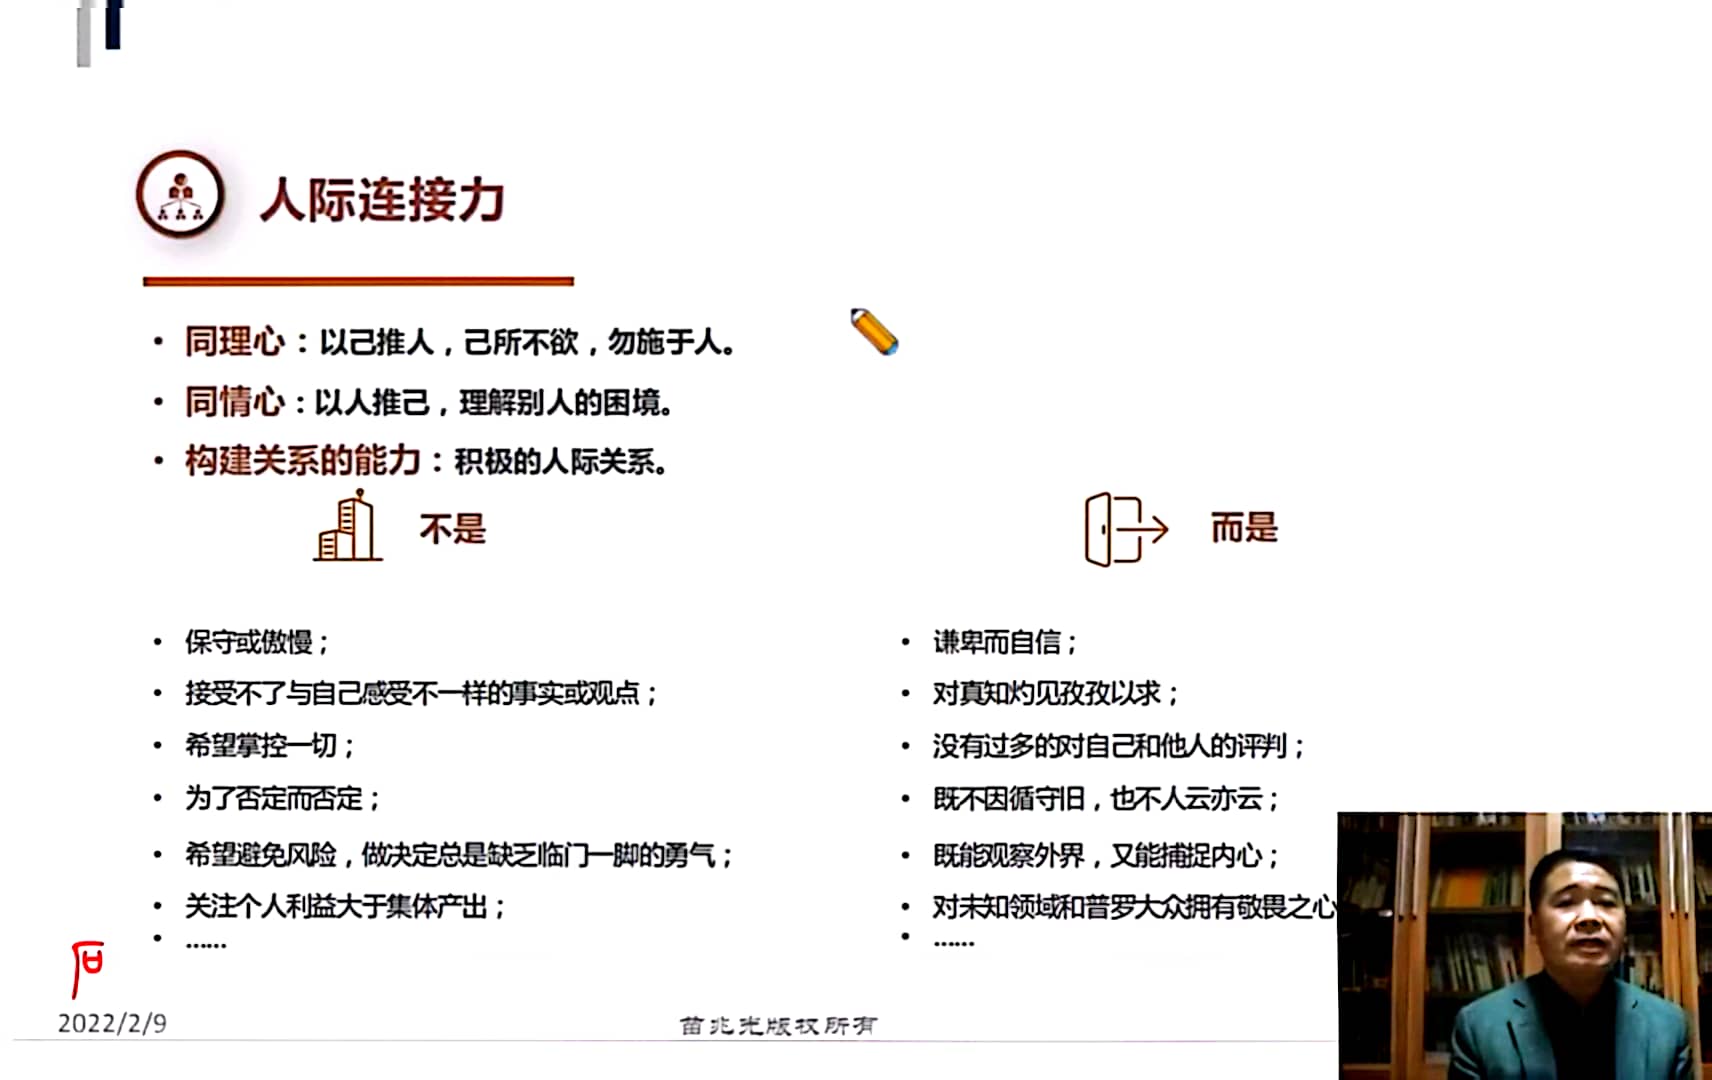 人际连接力
• 同理心：以己推人，己所不欲，勿施于人。
• 同情心：以人推己，理解别人的困境。
• 构建关系的能力：积极的人际关系。
不是
• 保守或傲慢；
• 接受不了与自己感受不一样的事实或观点；
• 希望掌控一切；
• 为了否定而否定；
• 希望避免风险，做决定总是缺乏临门一脚的勇气；
• 关注个人利益大于集体产出；
• ......
而是
• 谦卑而自信；
• 对真知灼见孜孜以求；
• 没有过多的对自己和他人的评判；
• 既不因循守旧，也不人云亦云；
• 既能观察外界，又能捕捉内心；
• 对未知领域和普罗大众拥有敬畏之心
• ......
2022/2/9
苗兆光版权所有